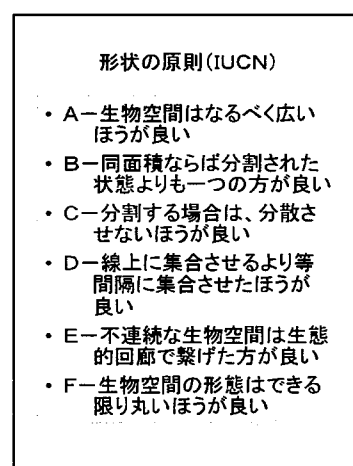 形状の原則(IUCN)
・A－生物空間はなるべく広い
ほうが良い
・B－同面積ならば分割された
状態よりも一つの方が良い
・C－分割する場合は、分散さ
せないほうが良い
・D－線上に集合させるより等
間隔に集合させたほうが
良い
・E－不連続な生物空間は生態
的回廊で繋げた方が良い
・F－生物空間の形態はできる
限り丸いほうが良い